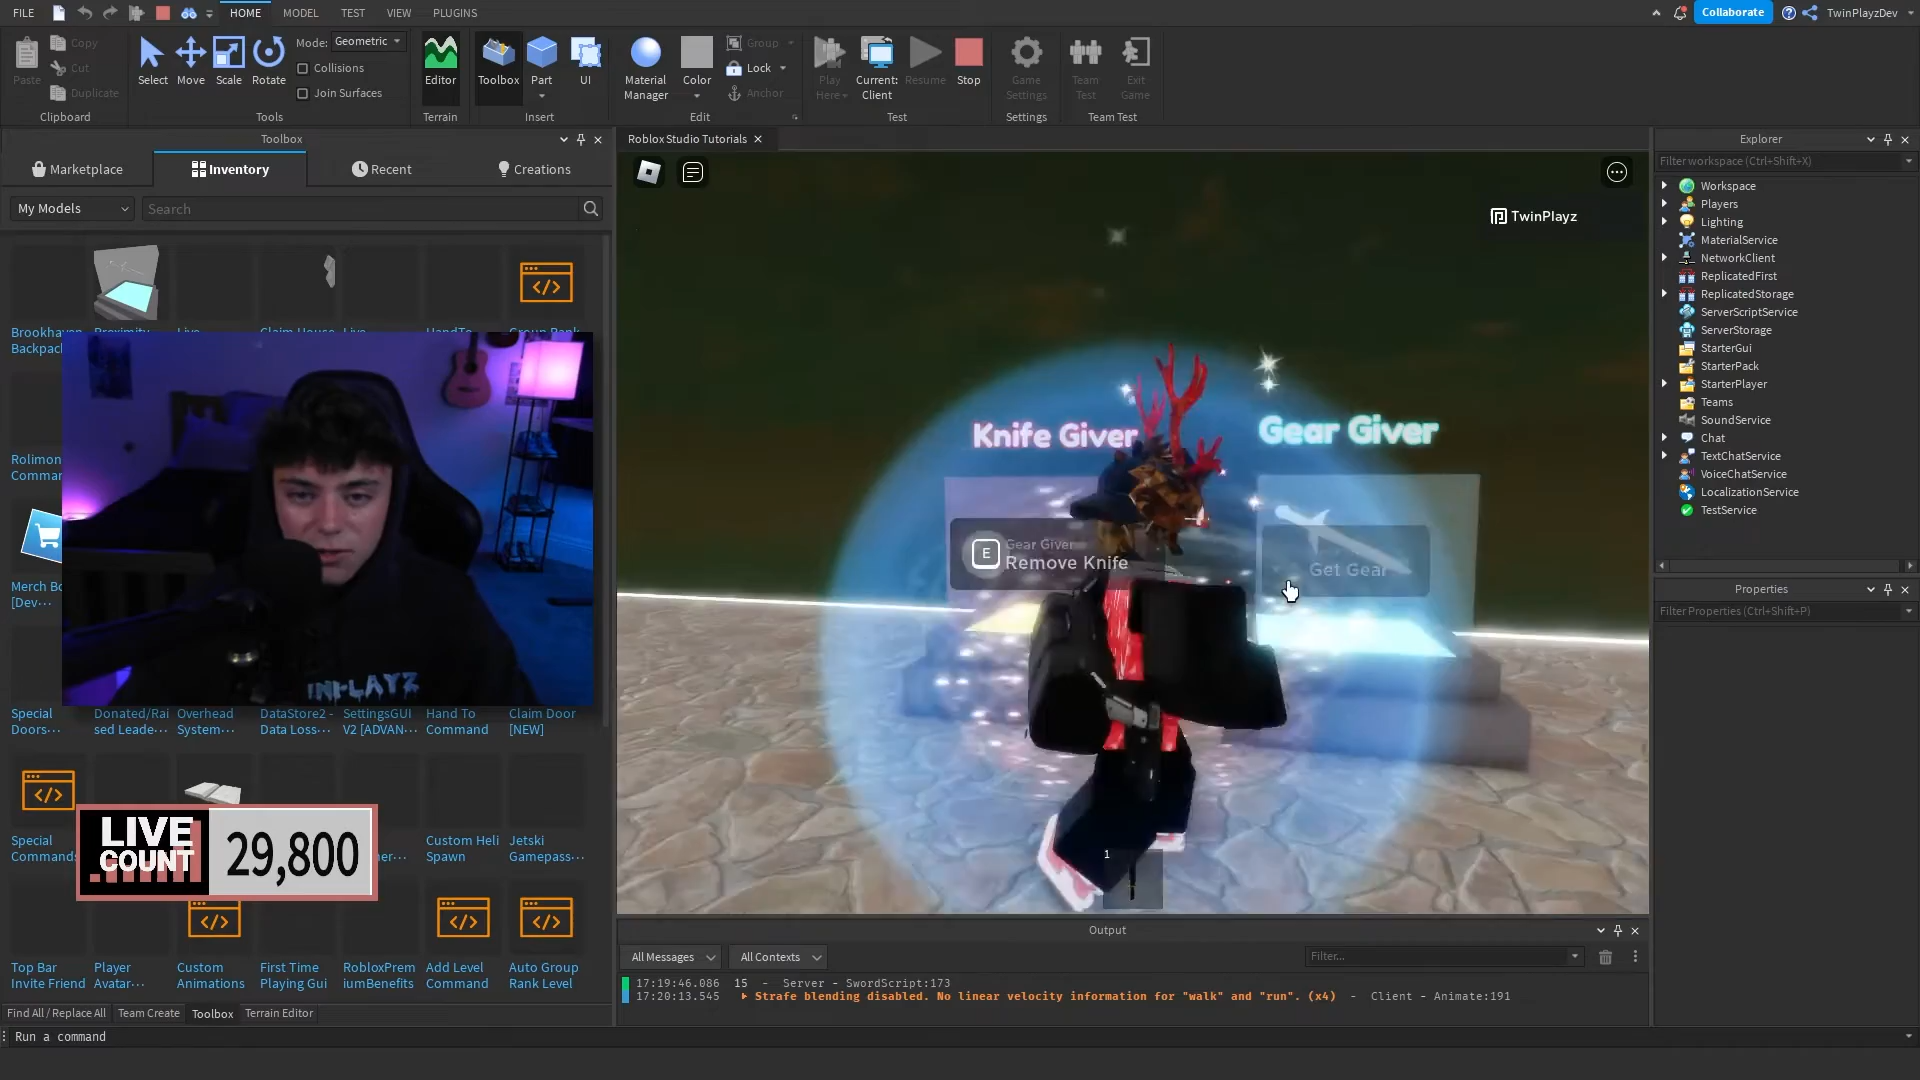 FILE
HOME
MODEL
TEST
VIEW
PLUGINS
Collaborate
TwinPlayzDev
Paste
Copy
Cut
Duplicate
Clipboard
Select
Move
Scale
Rotate
Mode: Geometric
Collisions
Join Surfaces
Tools
Editor
Terrain
Toolbox
Part
UI
Insert
Material
Manager
Color
Group
Lock
Anchor
Edit
Play
Here
Current:
Client
Resume
Stop
Test
Game
Settings
Settings
Team
Test
Exit
Game
Team Test
Toolbox
Marketplace
Inventory
Recent
Creations
My Models
Search
Backpac
Rolimon
Comman
Merch Bo
[Dev···
Special
Doors···
Donated/Rai
sed Leade···
Overhead
System···
DataStore2 -
Data Loss···
SettingsGUI
V2 [ADVAN···
Hand To
Command
Claim Door
[NEW]
Special
Command
Custom Heli
Spawn
Jetski
Gamepass···
LIVE
COUNT
29,800
Top Bar
Invite Friend
Player
Avatar···
Custom
Animations
First Time
Playing Gui
RobloxPrem
iumBenefits
Add Level
Command
Auto Group
Rank Level
Find All / Replace All
Team Create
Toolbox
Terrain Editor
Run a command
Roblox Studio Tutorials
TwinPlayz
Knife Giver
Gear Giver
E
Gear Giver
Remove Knife
Get Gear
1
Output
All Messages
All Contexts
Filter...
17:19:46.086 15 - Server - SwordScript:173
17:20:13.545 Strafe blending disabled. No linear velocity information for "walk" and "run". (x4) - Client - Animate:191
Explorer
Filter workspace (Ctrl+Shift+X)
Workspace
Players
Lighting
MaterialService
NetworkClient
ReplicatedFirst
ReplicatedStorage
ServerScriptService
ServerStorage
StarterGui
StarterPack
StarterPlayer
Teams
SoundService
Chat
TextChatService
VoiceChatService
LocalizationService
TestService
Properties
Filter Properties (Ctrl+Shift+P)